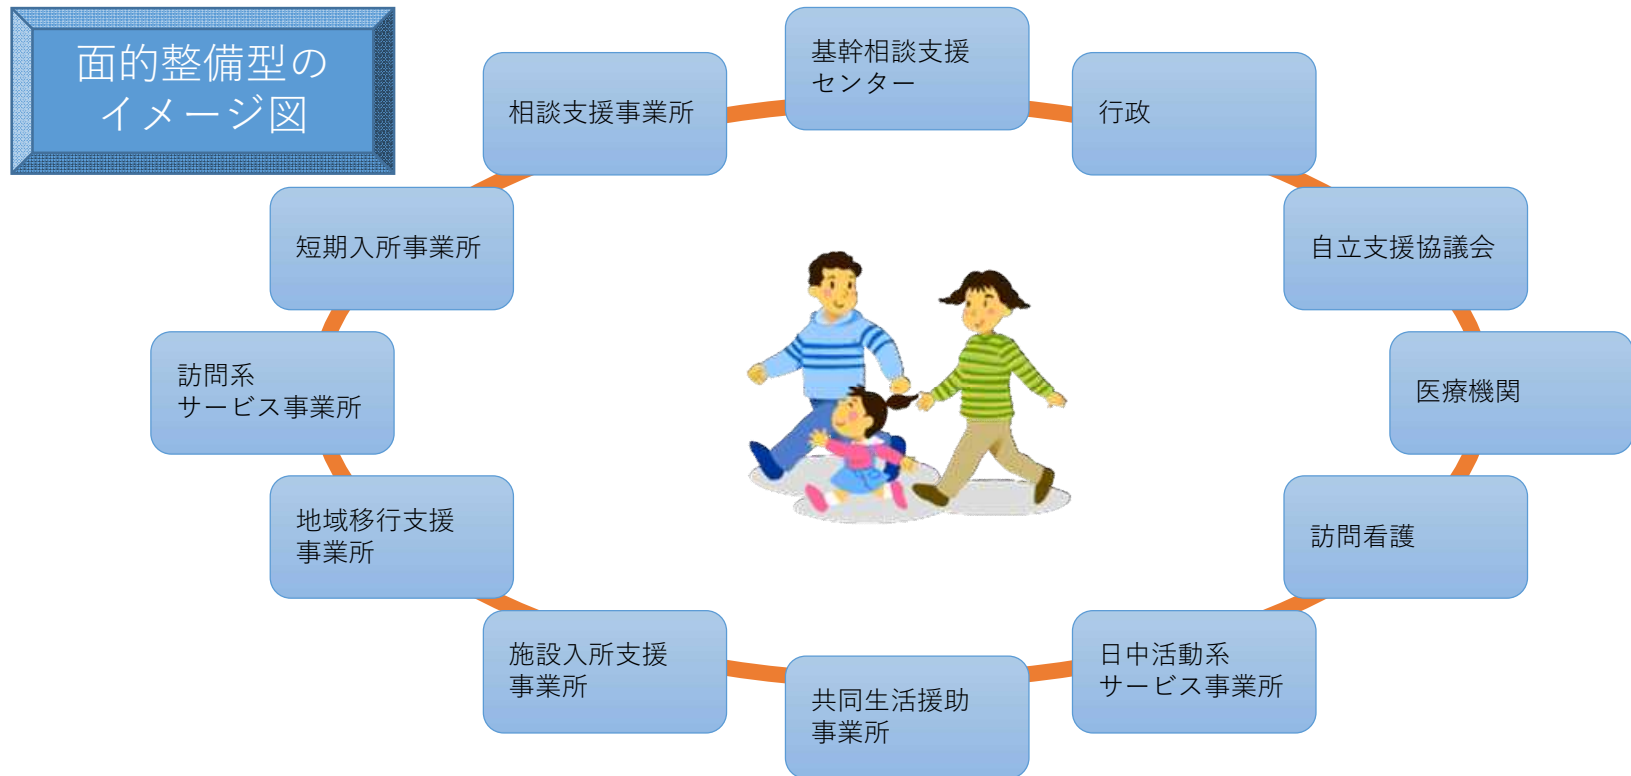 面的整備型の
イメージ図
基幹相談支援
センター
行政
自立支援協議会
医療機関
訪問看護
日中活動系
サービス事業所
共同生活援助
事業所
施設入所支援
事業所
地域移行支援
事業所
訪問系
サービス事業所
短期入所事業所
相談支援事業所